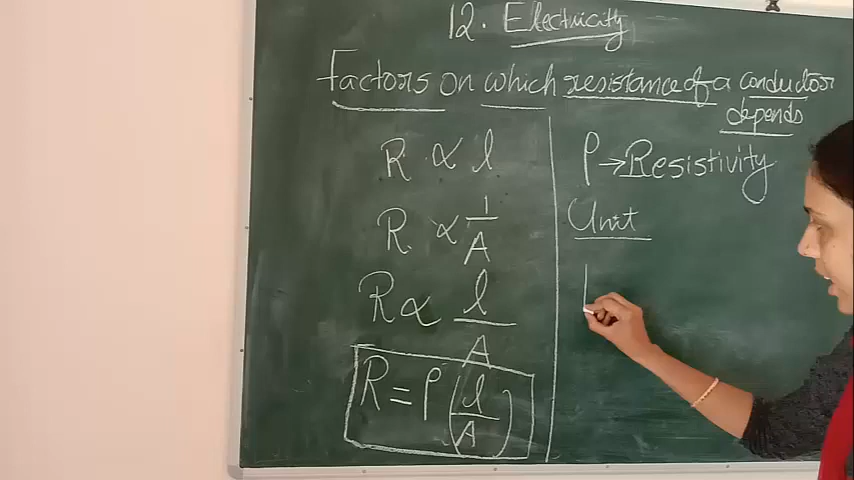 12. Electricity
Factors on which resistance of a conductor
depends
R ∝ l
R ∝ 1/A
R ∝ l/A
R = ρ(l/A)
ρ → Resistivity
Unit